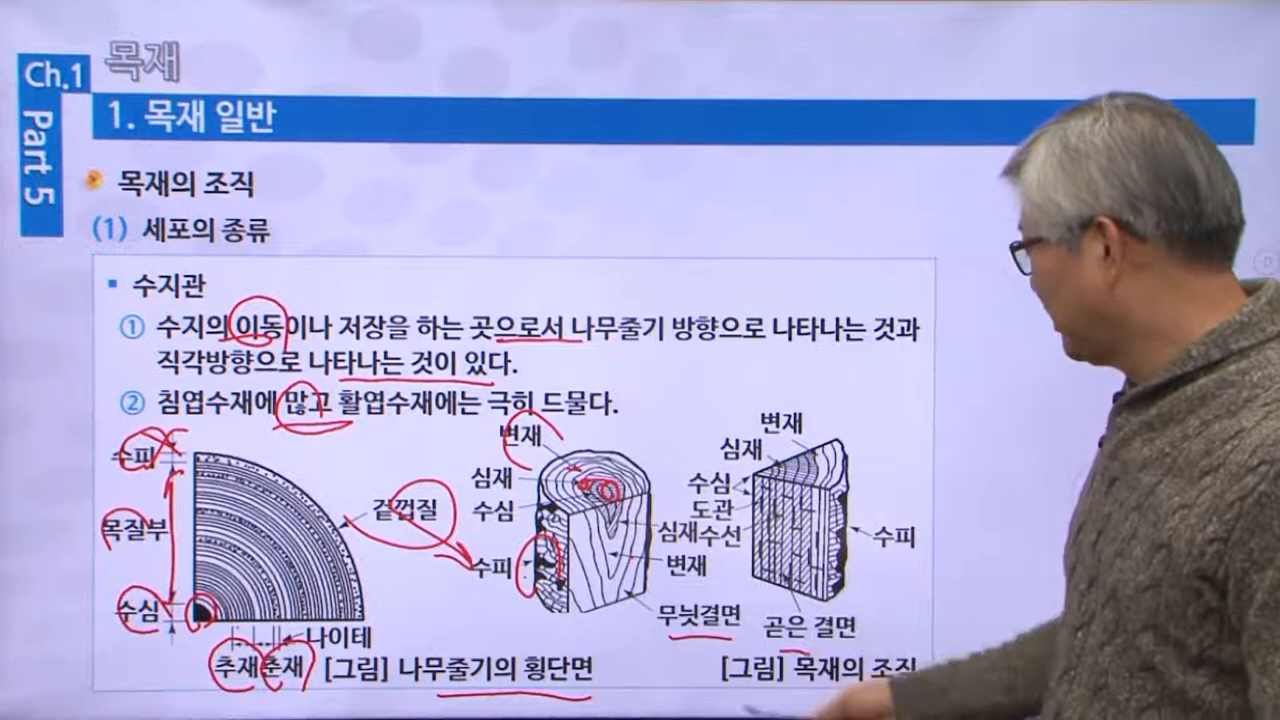 목재
Ch.1
Part 5
1. 목재 일반
목재의 조직
(1) 세포의 종류
수지관
① 수지의 이동이나 저장을 하는 곳으로서 나무줄기 방향으로 나타나는 것과
직각방향으로 나타나는 것이 있다.
② 침엽수재에 많고 활엽수재에는 극히 드물다.
수피
목질부
수심
겉껍질
나이테
추재 춘재
[그림] 나무줄기의 횡단면
변재
심재
수심
수피
심재
변재
무늿결면
변재
심재
수심
도관
수선
수피
곧은 결면
[그림] 목재의 조직